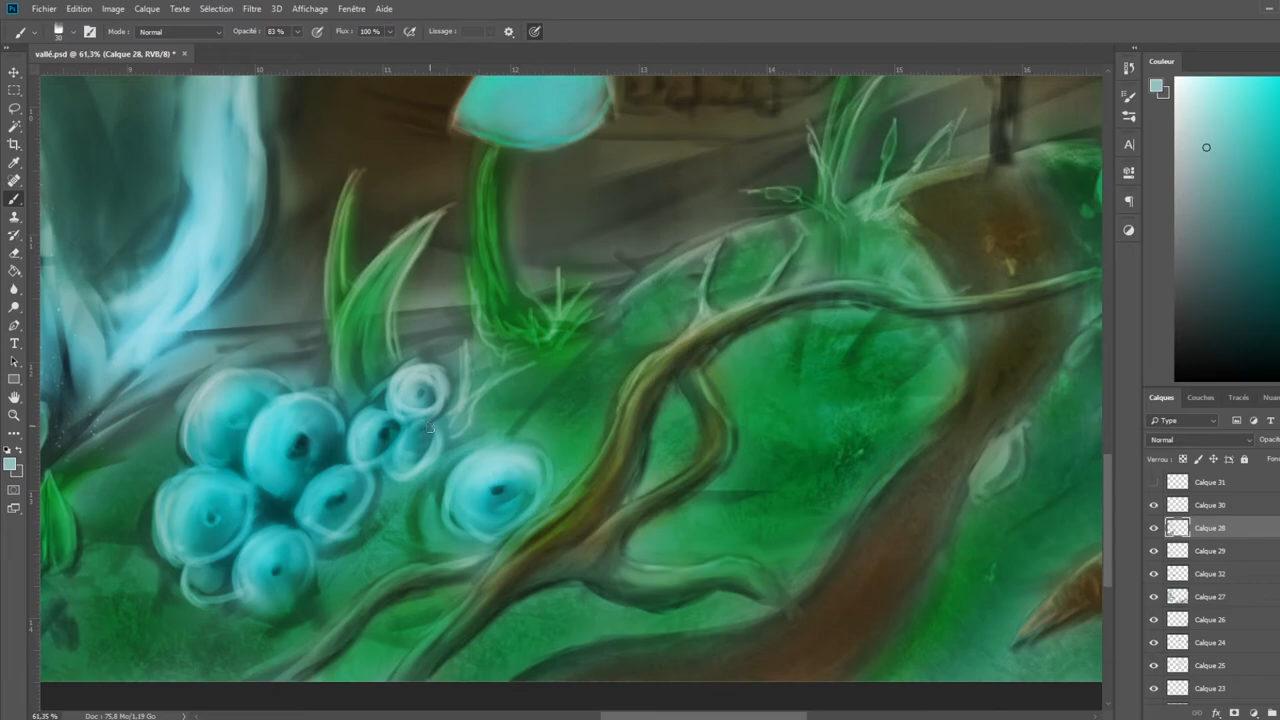 Ps Fichier Edition Image Calque Texte Sélection Filtre 3D Affichage Fenêtre Aide
30 Mode : Normal Opacité : 83 % Flux : 100 % Lissage :
vallé.psd @ 61,3% (Calque 28, RVB/8) * ×
9 10 11 12 13 14 15 16
Couleur
Calques Couches Tracés
Type
Normal
Verrou :
Calque 31
Calque 30
Calque 28
Calque 29
Calque 32
Calque 27
Calque 26
Calque 24
Calque 25
Calque 23
61,35 % Doc : 75,8 Mo/1,19 Go